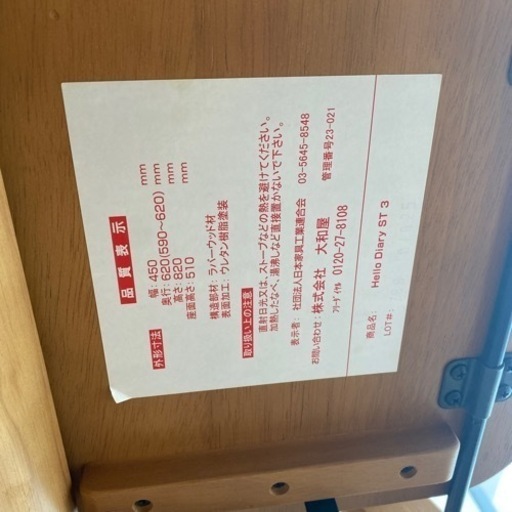 品質表示
外形寸法
幅: 450 mm
奥行: 620(590～620) mm
高さ: 820 mm
座面高さ: 510 mm
構造部材: ラバーウッド材
表面加工: ウレタン樹脂塗装
取り扱い上の注意
直射日光又は、ストーブなどの熱を避けてください。
加熱したなべ、湯沸しなど直接置かないで下さい。
表示者: 社団法人日本家具工業連合会 03-5645-8548
お問い合わせ: 株式会社 大和屋 管理番号23-021
フリーダイヤル 0120-27-8108
商品名: Hello Diary ST 3
LOT#: